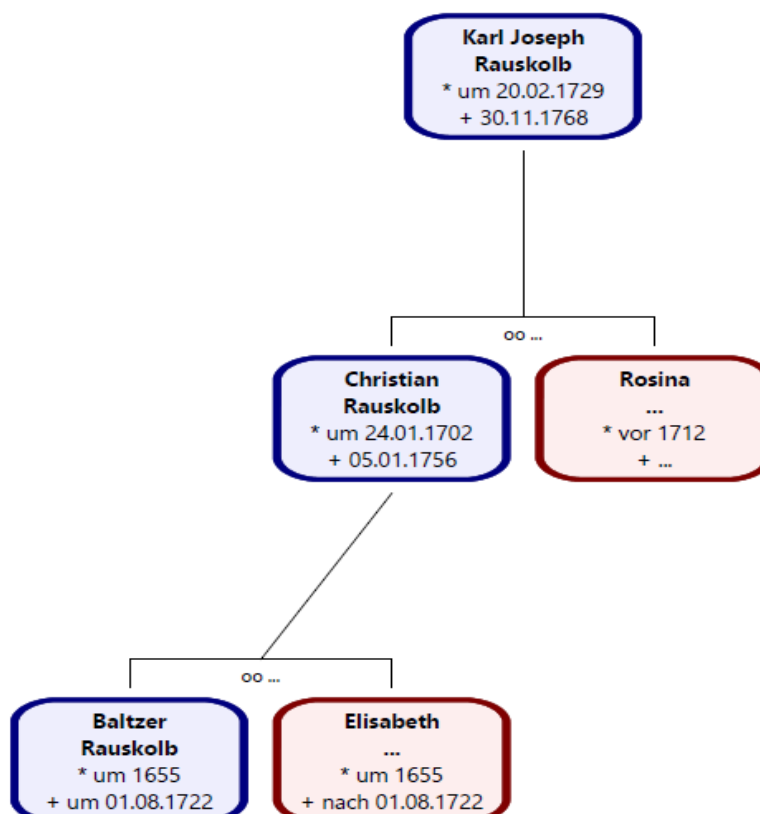 Karl Joseph
Rauskolb
* um 20.02.1729
+ 30.11.1768
oo ...
Christian
Rauskolb
* um 24.01.1702
+ 05.01.1756
Rosina
...
* vor 1712
+ ...
oo ...
Baltzer
Rauskolb
* um 1655
+ um 01.08.1722
Elisabeth
...
* um 1655
+ nach 01.08.1722